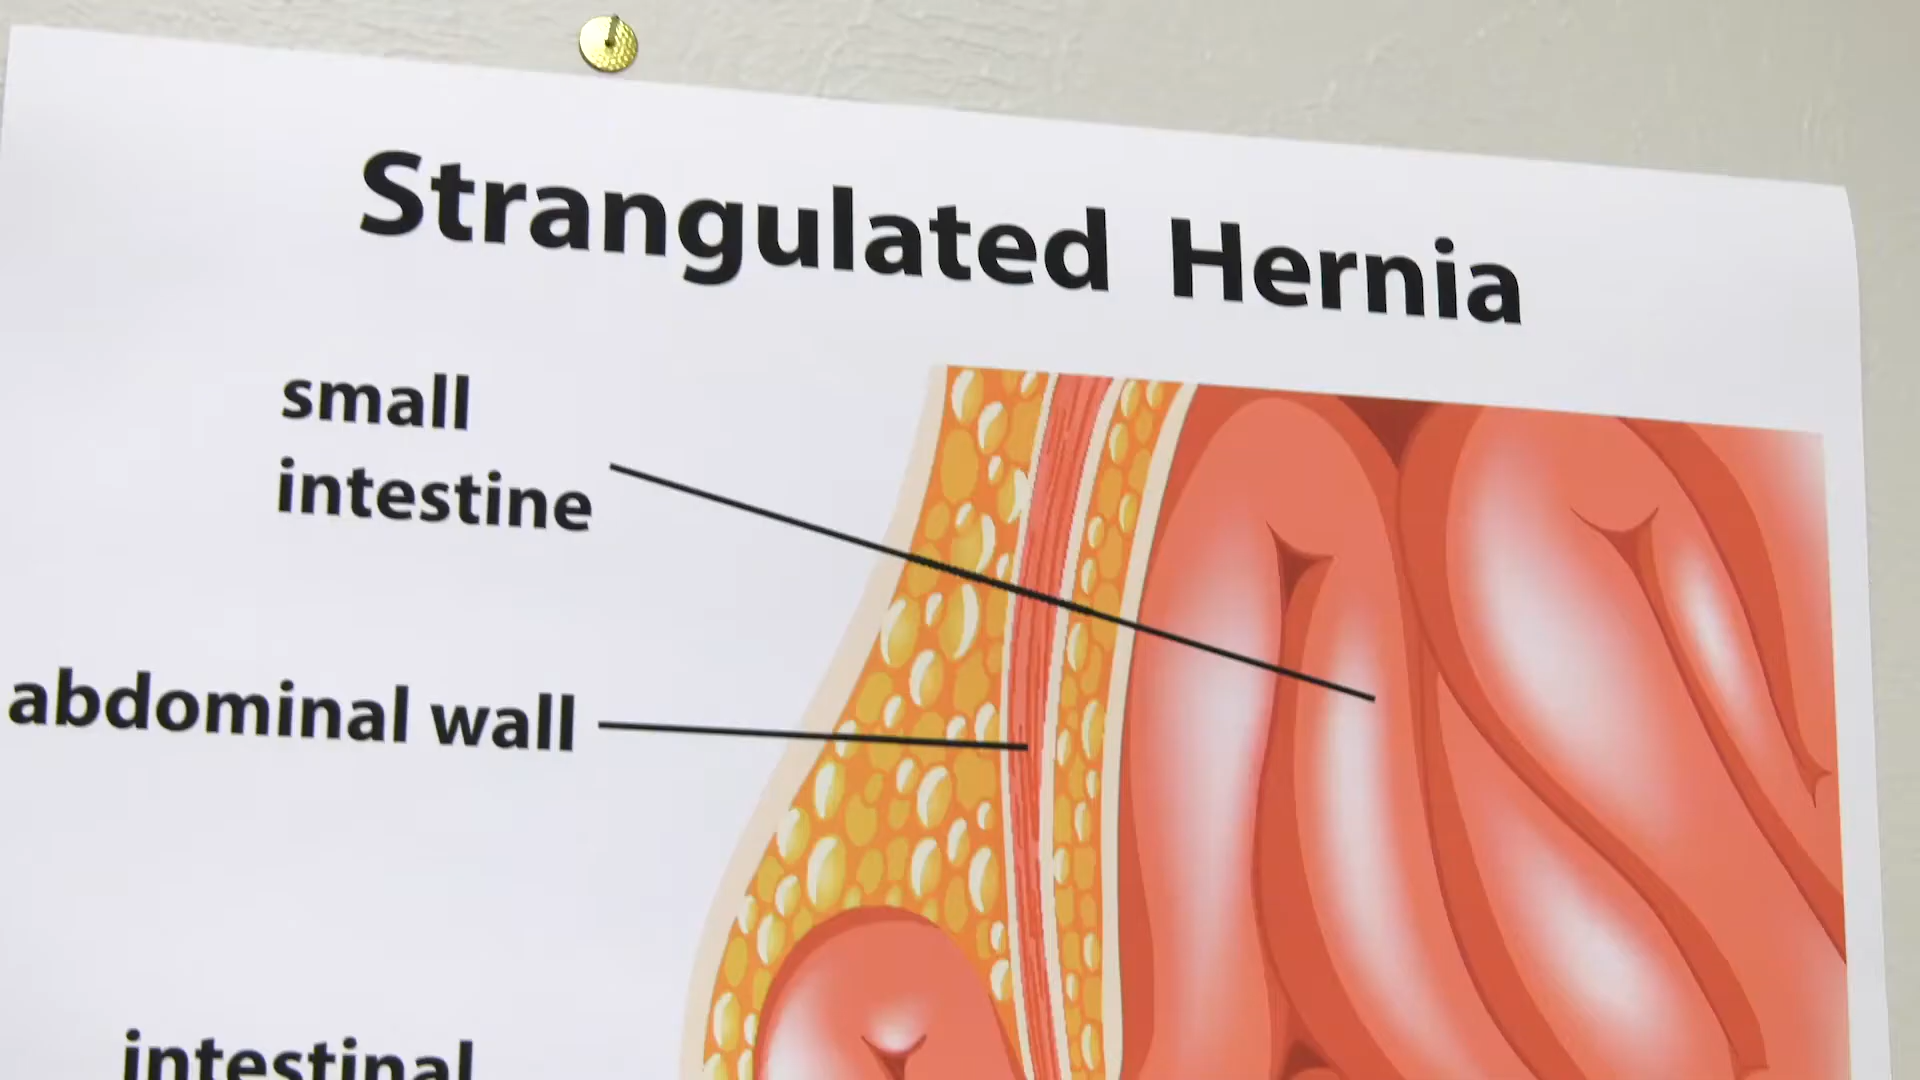 Strangulated Hernia
small
intestine
abdominal wall
intestinal